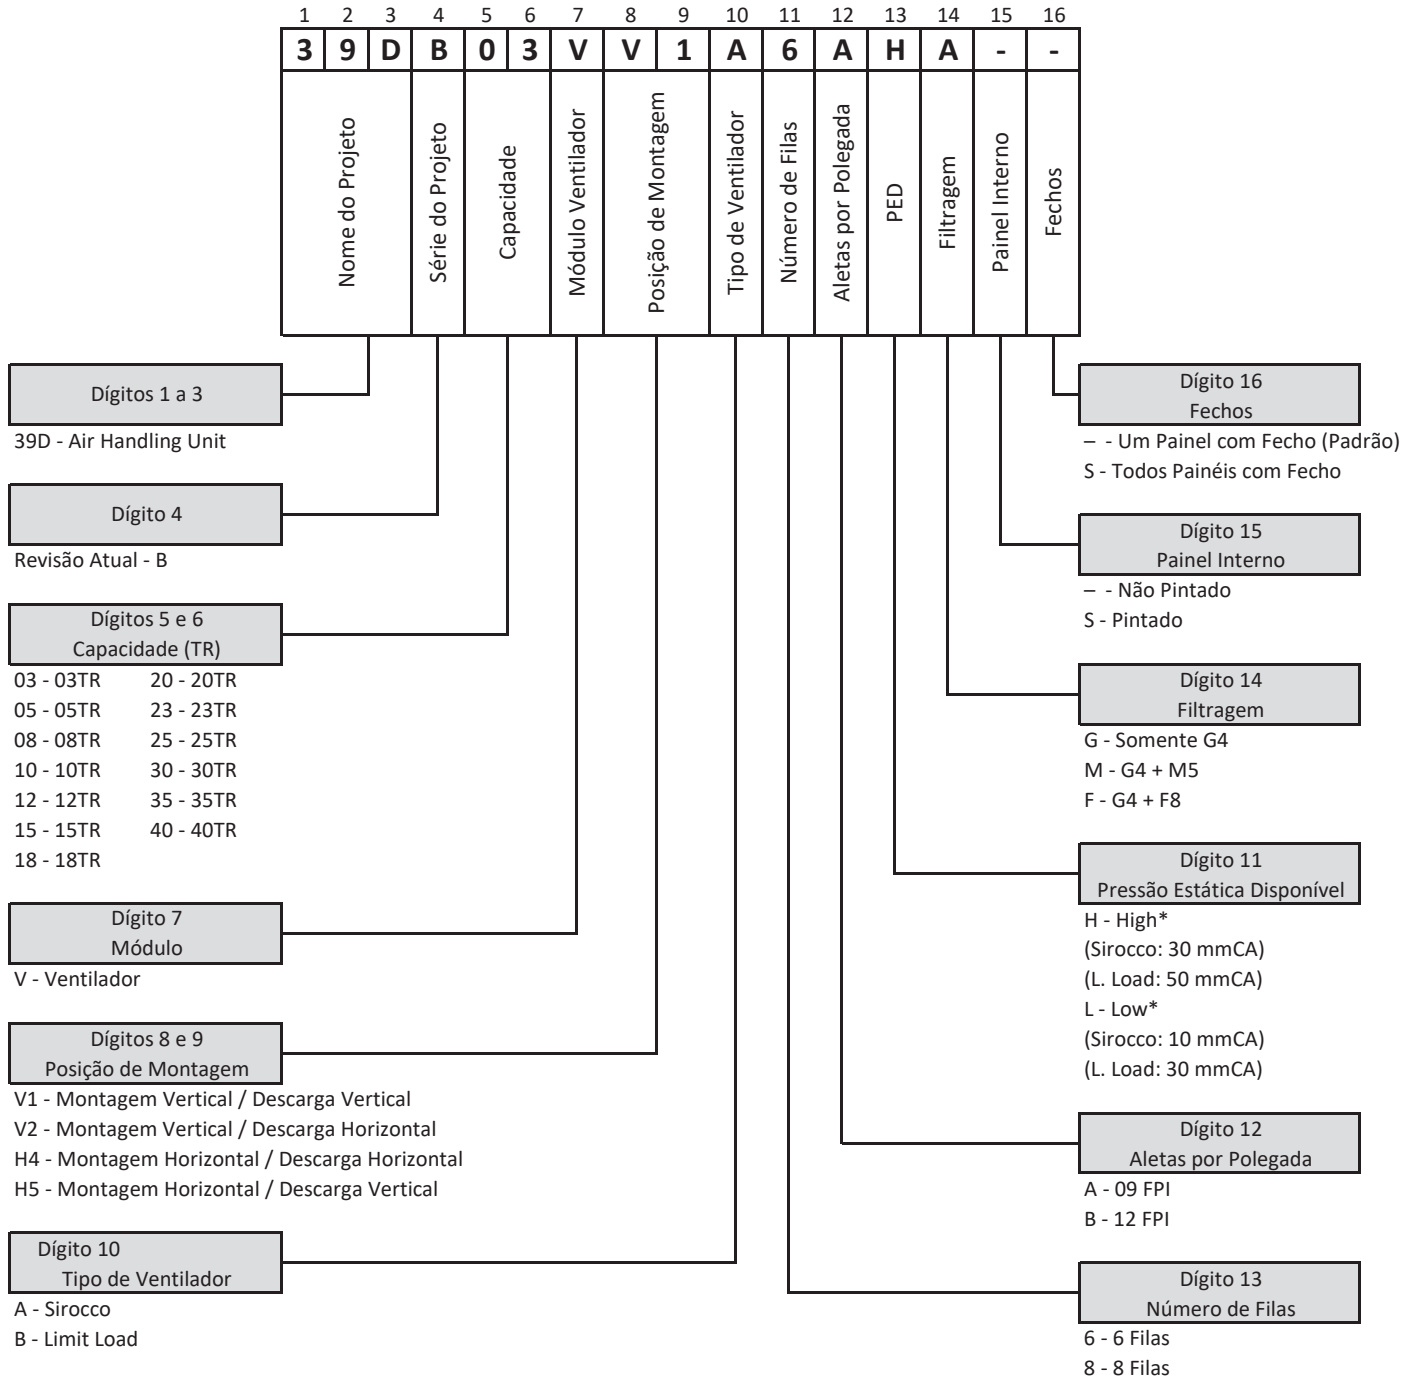 1 2 3 4 5 6 7 8 9 10 11 12 13 14 15 16
3 9 D B 0 3 V V 1 A 6 A H A - -
Nome do Projeto
Série do Projeto
Capacidade
Módulo Ventilador
Posição de Montagem
Tipo de Ventilador
Número de Filas
Aletas por Polegada
PED
Filtragem
Painel Interno
Fechos
Dígitos 1 a 3
39D - Air Handling Unit
Dígito 4
Revisão Atual - B
Dígitos 5 e 6
Capacidade (TR)
03 - 03TR 20 - 20TR
05 - 05TR 23 - 23TR
08 - 08TR 25 - 25TR
10 - 10TR 30 - 30TR
12 - 12TR 35 - 35TR
15 - 15TR 40 - 40TR
18 - 18TR
Dígito 7
Módulo
V - Ventilador
Dígitos 8 e 9
Posição de Montagem
V1 - Montagem Vertical / Descarga Vertical
V2 - Montagem Vertical / Descarga Horizontal
H4 - Montagem Horizontal / Descarga Horizontal
H5 - Montagem Horizontal / Descarga Vertical
Dígito 10
Tipo de Ventilador
A - Sirocco
B - Limit Load
Dígito 16
Fechos
– - Um Painel com Fecho (Padrão)
S - Todos Painéis com Fecho
Dígito 15
Painel Interno
– - Não Pintado
S - Pintado
Dígito 14
Filtragem
G - Somente G4
M - G4 + M5
F - G4 + F8
Dígito 11
Pressão Estática Disponível
H - High*
(Sirocco: 30 mmCA)
(L. Load: 50 mmCA)
L - Low*
(Sirocco: 10 mmCA)
(L. Load: 30 mmCA)
Dígito 12
Aletas por Polegada
A - 09 FPI
B - 12 FPI
Dígito 13
Número de Filas
6 - 6 Filas
8 - 8 Filas